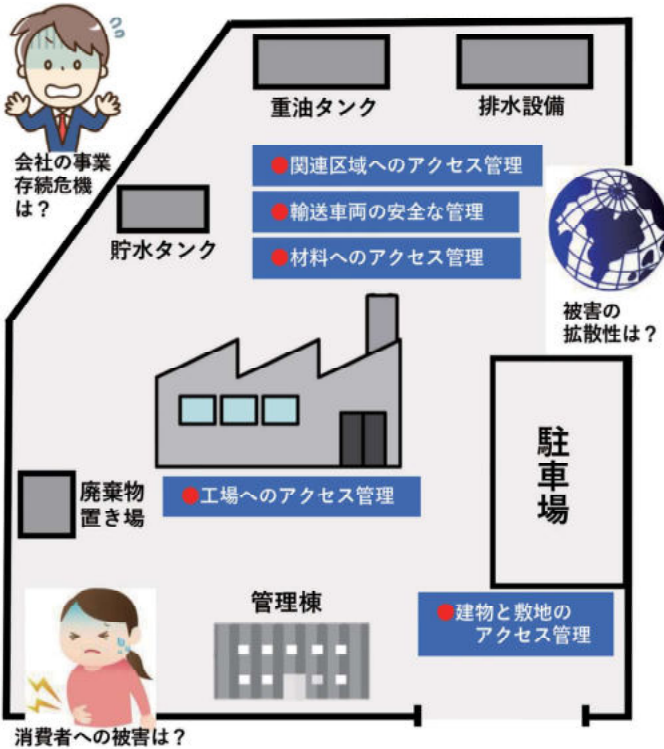 重油タンク
排水設備
会社の事業
存続危機
は？
●関連区域へのアクセス管理
●輸送車両の安全な管理
●材料へのアクセス管理
貯水タンク
被害の
拡散性は？
駐車場
●工場へのアクセス管理
廃棄物
置き場
管理棟
●建物と敷地の
アクセス管理
消費者への被害は？